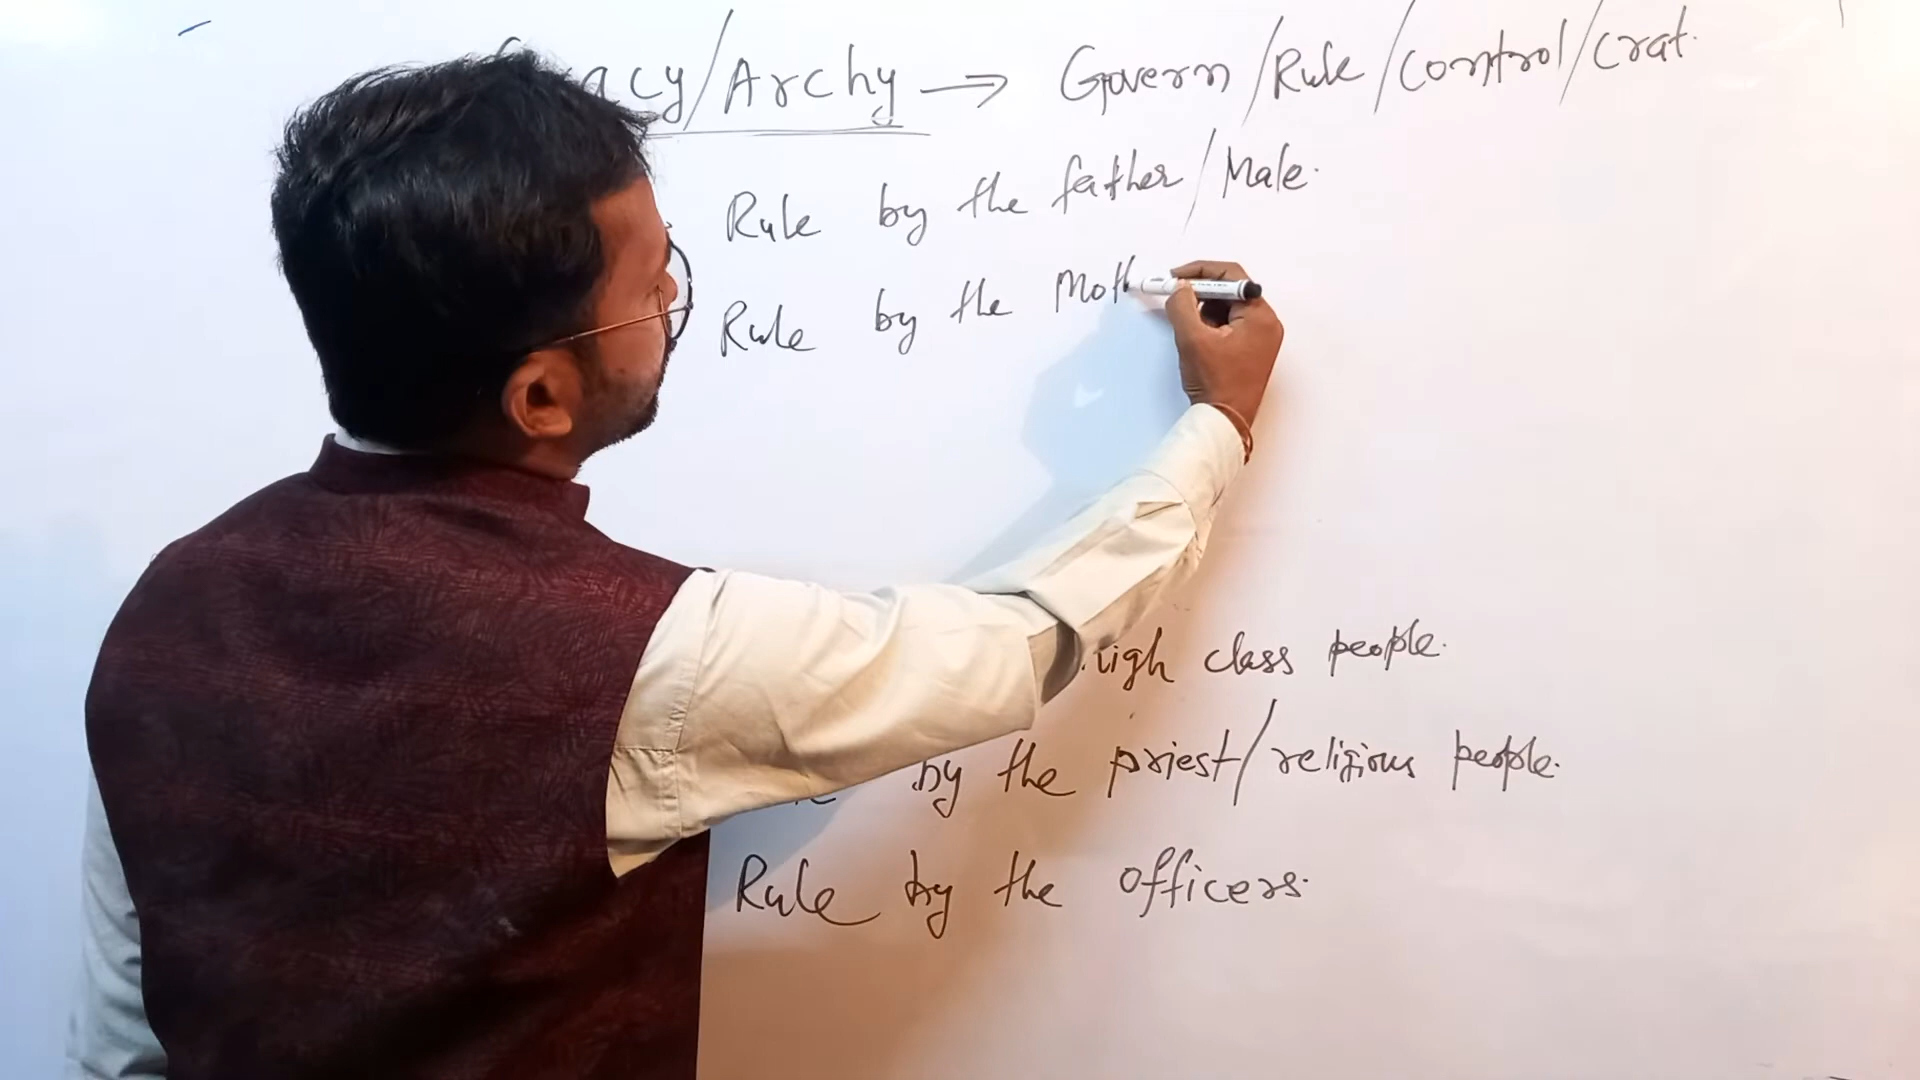 acy/Archy → Govern/Rule/Control/Crat.
Rule by the father/Male.
Rule by the Moth
high class people.
by the priest/religious people.
Rule by the officers.